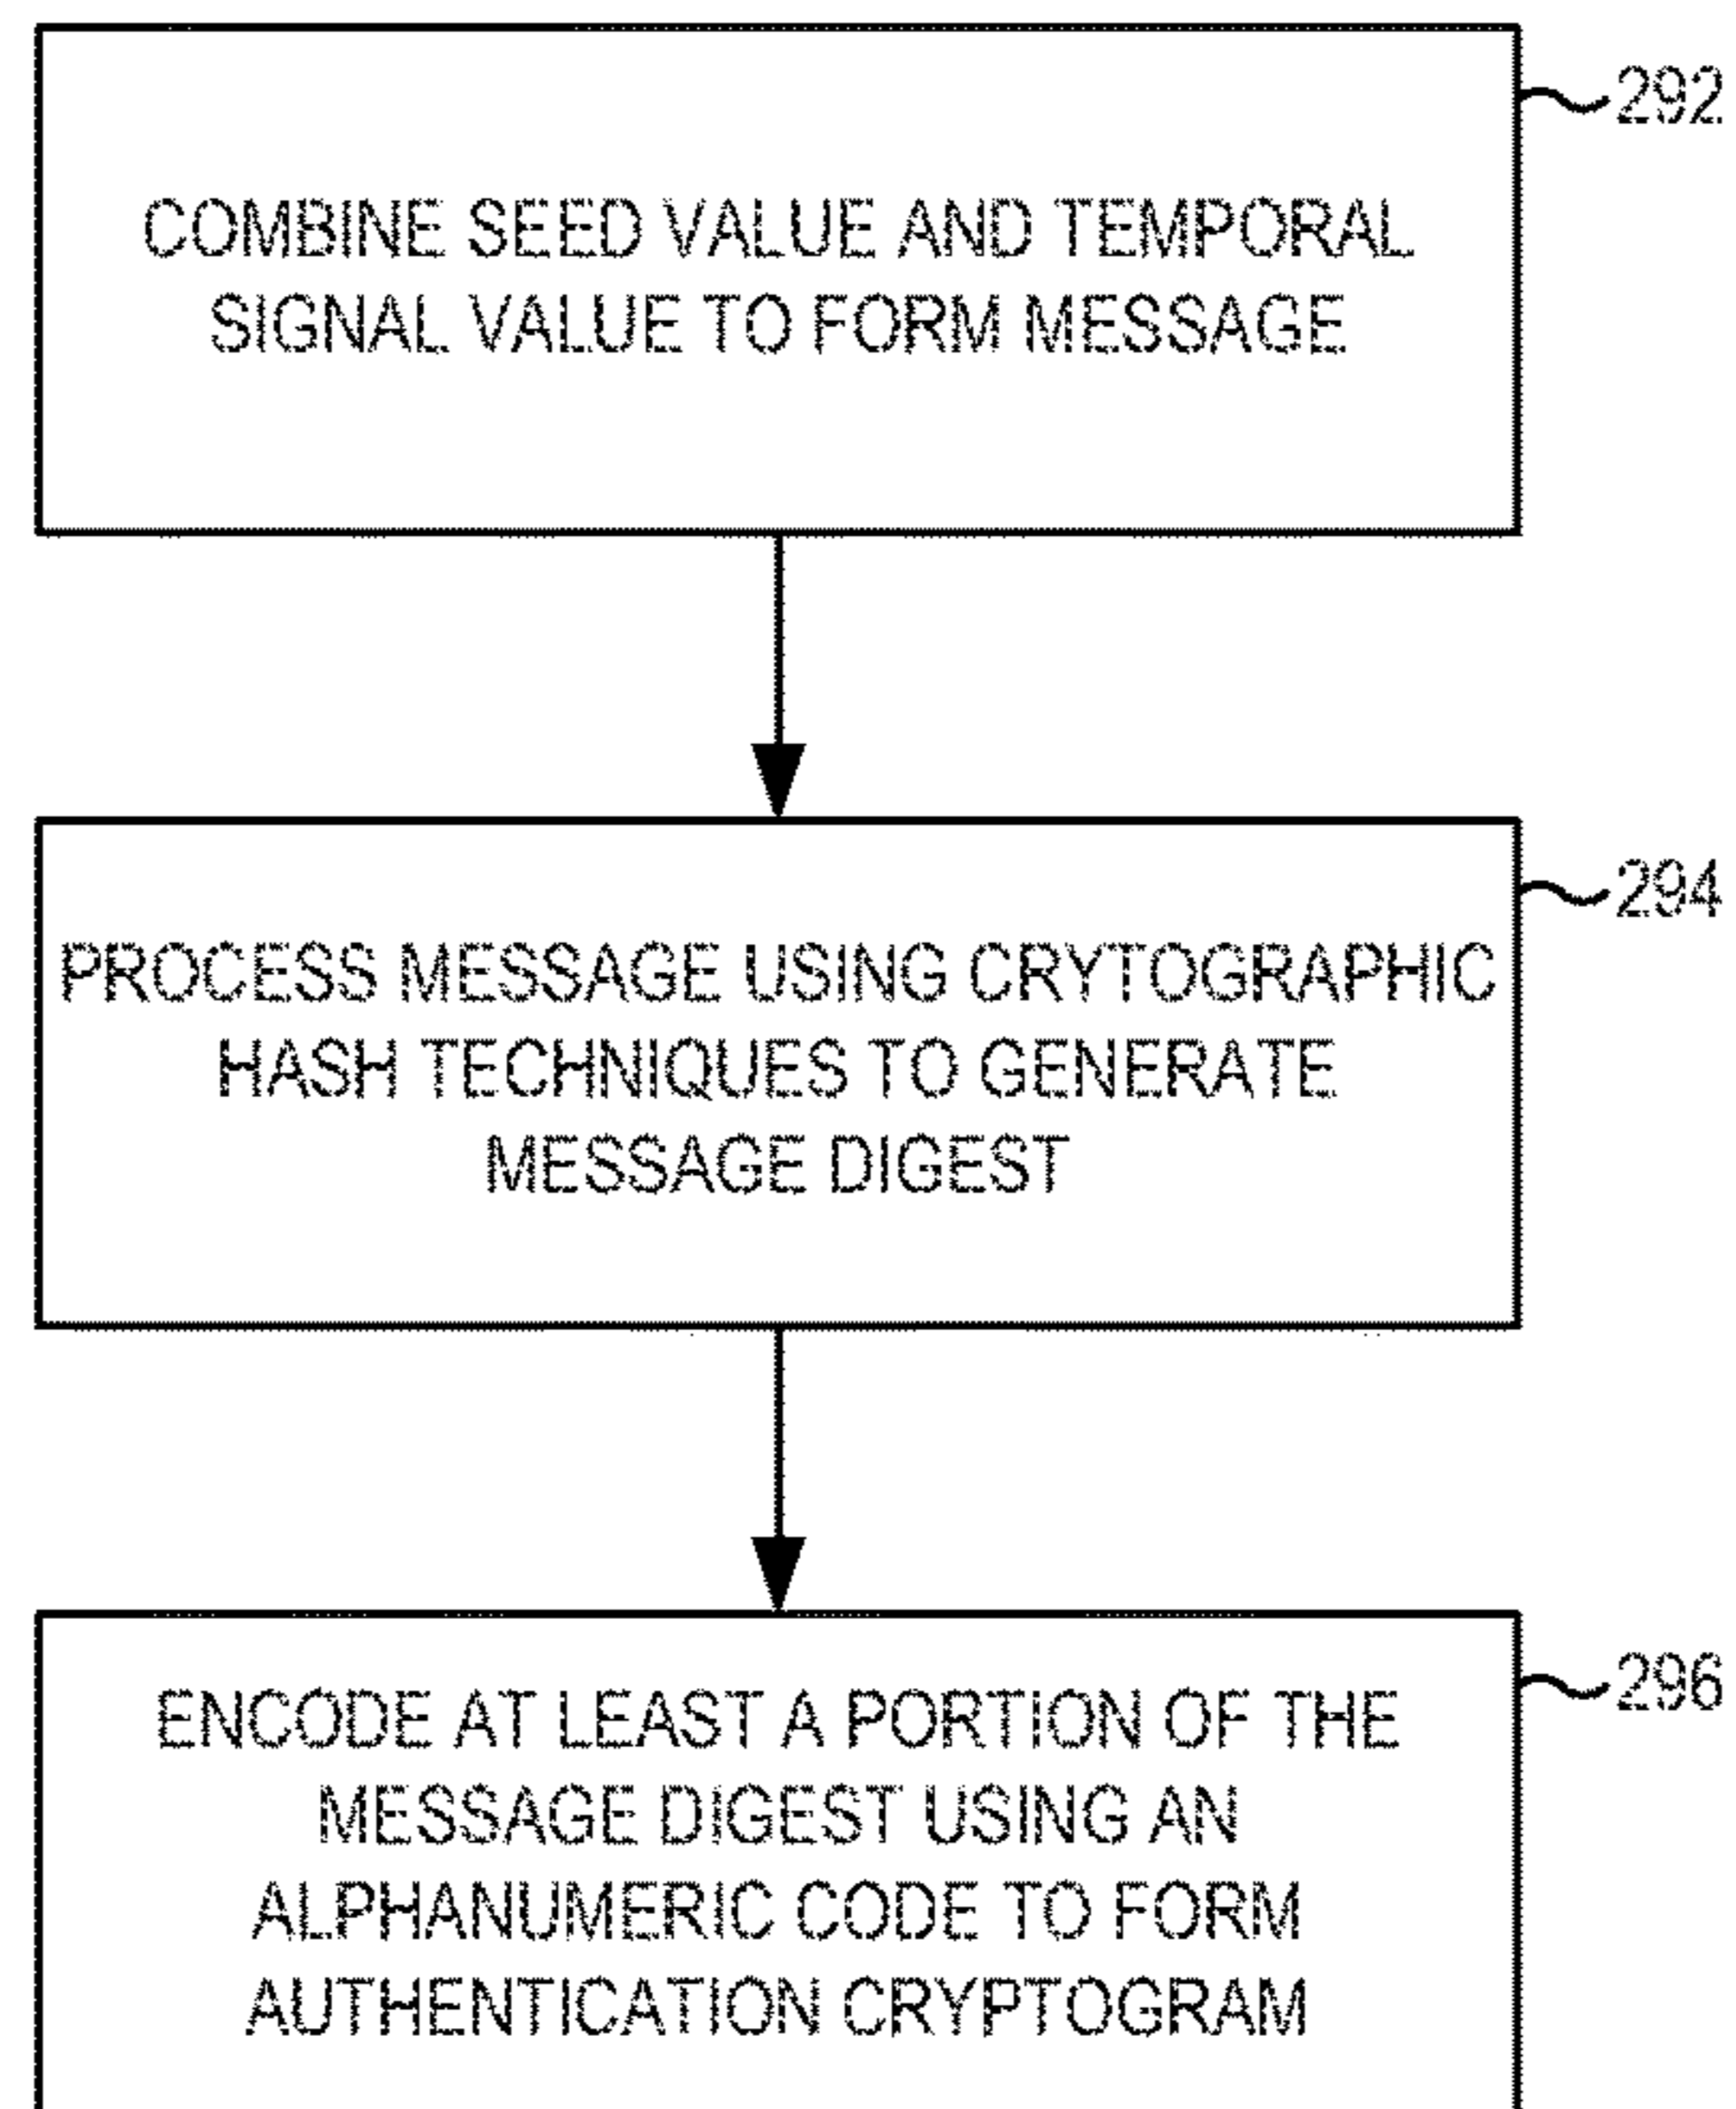 292
COMBINE SEED VALUE AND TEMPORAL
SIGNAL VALUE TO FORM MESSAGE
294
PROCESS MESSAGE USING CRYTOGRAPHIC
HASH TECHNIQUES TO GENERATE
MESSAGE DIGEST
296
ENCODE AT LEAST A PORTION OF THE
MESSAGE DIGEST USING AN
ALPHANUMERIC CODE TO FORM
AUTHENTICATION CRYPTOGRAM